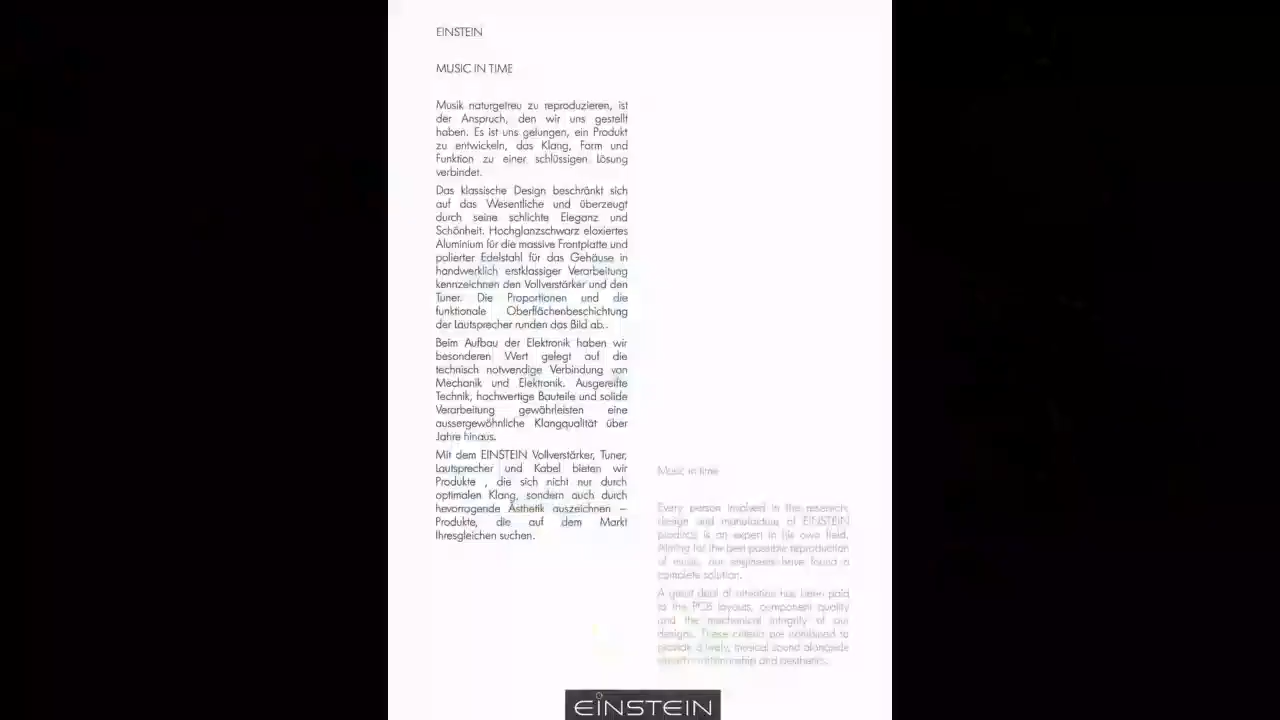 EINSTEIN
MUSIC IN TIME
Musik naturgetreu zu reproduzieren, ist
der Anspruch, den wir uns gestellt
haben. Es ist uns gelungen, ein Produkt
zu entwickeln, das Klang, Form und
Funktion zu einer schlüssigen Lösung
verbindet.
Das klassische Design beschränkt sich
auf das Wesentliche und überzeugt
durch seine schlichte Eleganz und
Schönheit. Hochglanzschwarz eloxiertes
Aluminium für die massive Frontplatte und
polierter Edelstahl für das Gehäuse in
handwerklich erstklassiger Verarbeitung
kennzeichnen den Vollverstärker und den
Tuner. Die Proportionen und die
funktionale Oberflächenbeschichtung
der Lautsprecher runden das Bild ab..
Beim Aufbau der Elektronik haben wir
besonderen Wert gelegt auf die
technisch notwendige Verbindung von
Mechanik und Elektronik. Ausgereifte
Technik, hochwertige Bauteile und solide
Verarbeitung gewährleisten eine
aussergewöhnliche Klangqualität über
Jahre hinaus.
Mit dem EINSTEIN Vollverstärker, Tuner,
Lautsprecher und Kabel bieten wir
Produkte , die sich nicht nur durch
optimalen Klang, sondern auch durch
hevorragende Ästhetik auszeichnen –
Produkte, die auf dem Markt
Ihresgleichen suchen.
Music in time
Every person involved in the research,
design and manufacture of EINSTEIN
products is an expert in his own field.
Aiming for the best possible reproduction
of music, our engineers have found a
complete solution.
A great deal of attention has been paid
to the PCB layouts, component quality
and the mechanical integrity of our
designs. These criteria are combined to
provide a lively, musical sound alongside
and aesthetics.
EINSTEIN